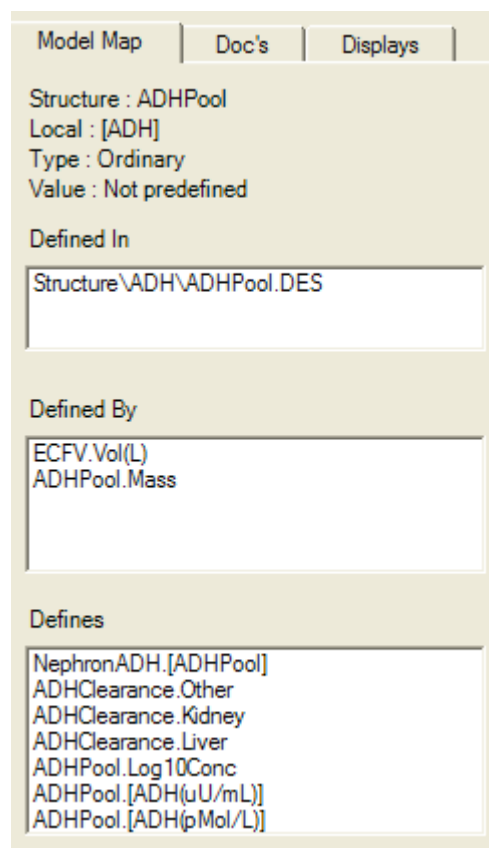 Model Map
Doc's
Displays
Structure : ADHPool
Local : [ADH]
Type : Ordinary
Value : Not predefined
Defined In
Structure\ADH\ADHPool.DES
Defined By
ECFV.Vol(L)
ADHPool.Mass
Defines
NephronADH.[ADHPool]
ADHClearance.Other
ADHClearance.Kidney
ADHClearance.Liver
ADHPool.Log10Conc
ADHPool.[ADH(uU/mL)]
ADHPool.[ADH(pMol/L)]